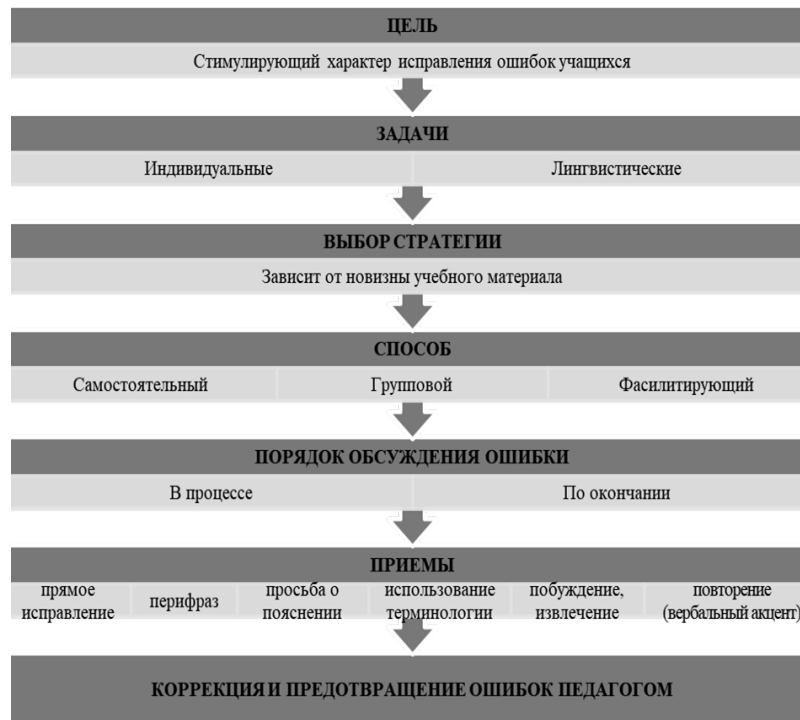 ЦЕЛЬ
Стимулирующий характер исправления ошибок учащихся
ЗАДАЧИ
Индивидуальные
Лингвистические
ВЫБОР СТРАТЕГИИ
Зависит от новизны учебного материала
СПОСОБ
Самостоятельный
Групповой
Фасилитирующий
ПОРЯДОК ОБСУЖДЕНИЯ ОШИБКИ
В процессе
По окончании
ПРИЕМЫ
прямое
исправление
перифраз
просьба о
пояснении
использование
терминологии
побуждение,
извлечение
повторение
(вербальный акцент)
КОРРЕКЦИЯ И ПРЕДОТВРАЩЕНИЕ ОШИБОК ПЕДАГОГОМ